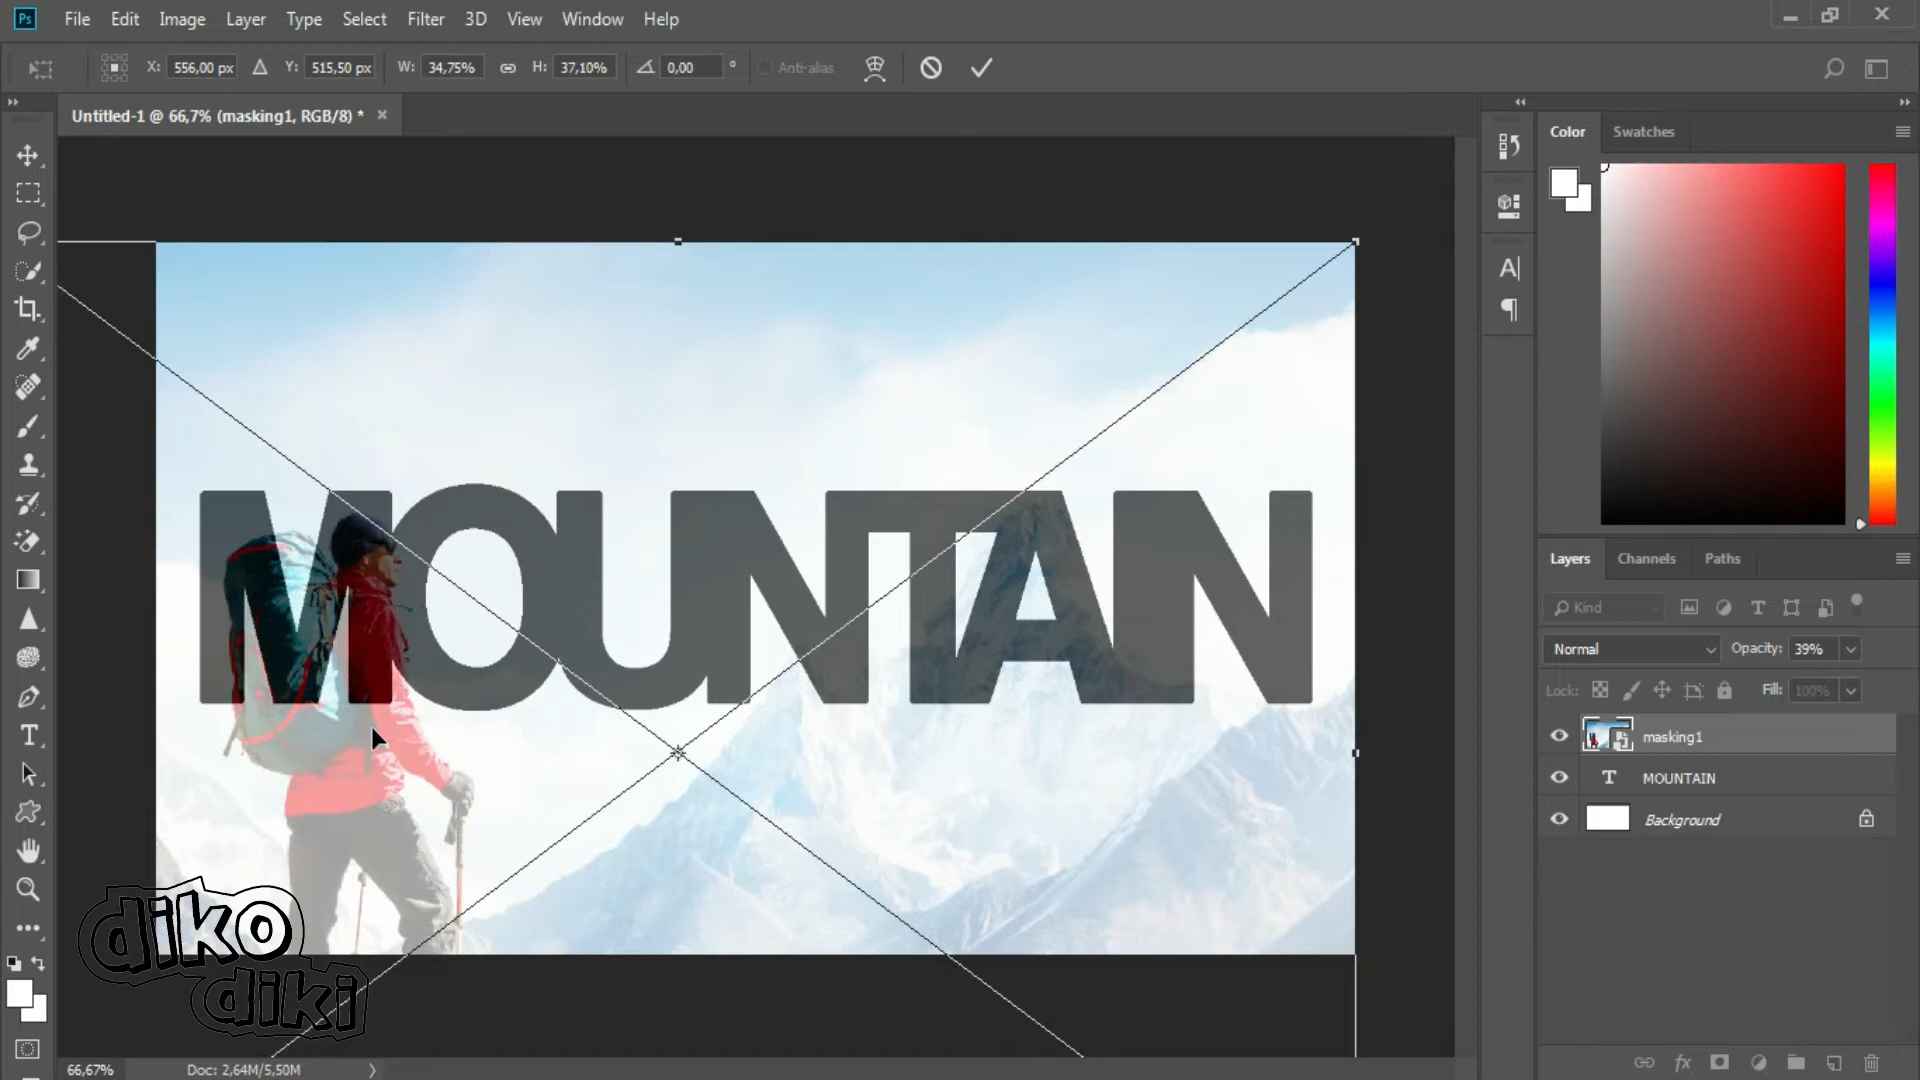 Ps File Edit Image Layer Type Select Filter 3D View Window Help
X: 556,00 px Y: 515,50 px W: 34,75% H: 37,10% 0,00 ° Anti-alias
Untitled-1 @ 66,7% (masking1, RGB/8) *
Color Swatches
MOUNTAIN
Layers Channels Paths
Kind
Normal Opacity: 39%
Lock: Fill: 100%
masking1
T MOUNTAIN
Background
diko
diki
66,67% Doc: 2,64M/5,50M
fx